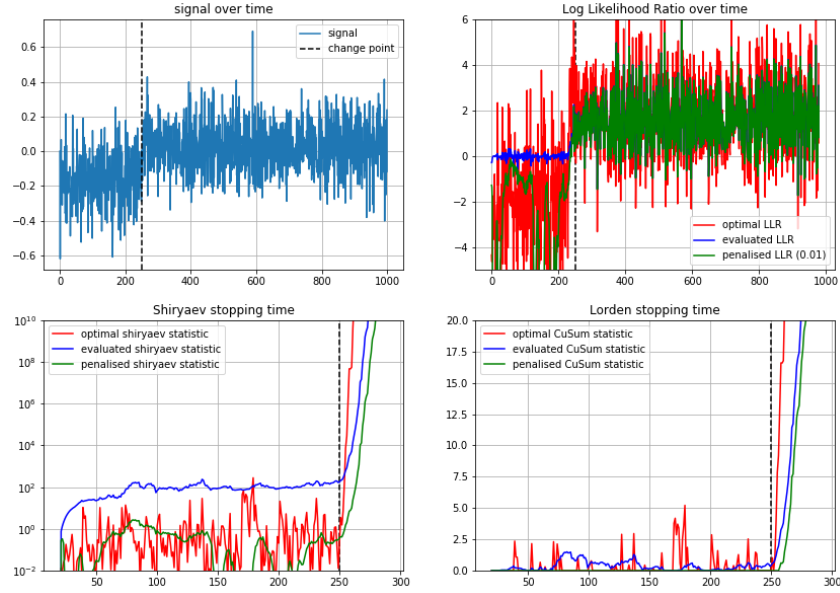 signal over time
signal
change point
0.6
0.4
0.2
0.0
−0.2
−0.4
−0.6
0 200 400 600 800 1000
Log Likelihood Ratio over time
6
4
2
0
−2
−4
optimal LLR
evaluated LLR
penalised LLR (0.01)
0 200 400 600 800 1000
Shiryaev stopping time
optimal shiryaev statistic
evaluated shiryaev statistic
penalised shiryaev statistic
10^10
10^8
10^6
10^4
10^2
10^0
10^−2
50 100 150 200 250 300
Lorden stopping time
optimal CuSum statistic
evaluated CuSum statistic
penalised CuSum statistic
20.0
17.5
15.0
12.5
10.0
7.5
5.0
2.5
0.0
50 100 150 200 250 300